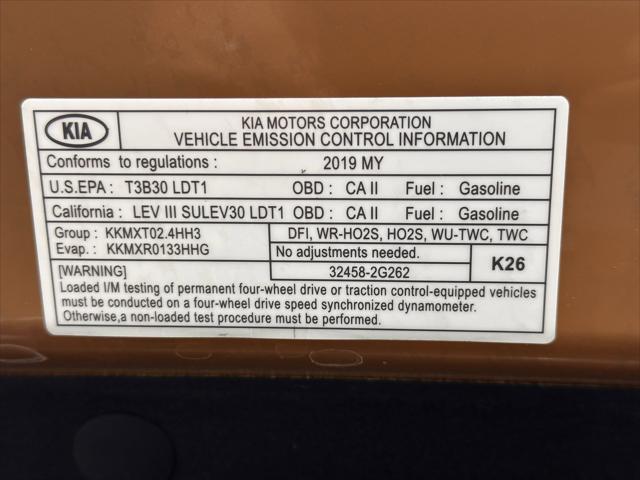 KIA
KIA MOTORS CORPORATION
VEHICLE EMISSION CONTROL INFORMATION
Conforms to regulations : 2019 MY
U.S.EPA : T3B30 LDT1 OBD : CA II Fuel : Gasoline
California : LEV III SULEV30 LDT1 OBD : CA II Fuel : Gasoline
Group : KKMXT02.4HH3
Evap. : KKMXR0133HHG
DFI, WR-HO2S, HO2S, WU-TWC, TWC
No adjustments needed.
32458-2G262
K26
[WARNING]
Loaded I/M testing of permanent four-wheel drive or traction control-equipped vehicles
must be conducted on a four-wheel drive speed synchronized dynamometer.
Otherwise,a non-loaded test procedure must be performed.